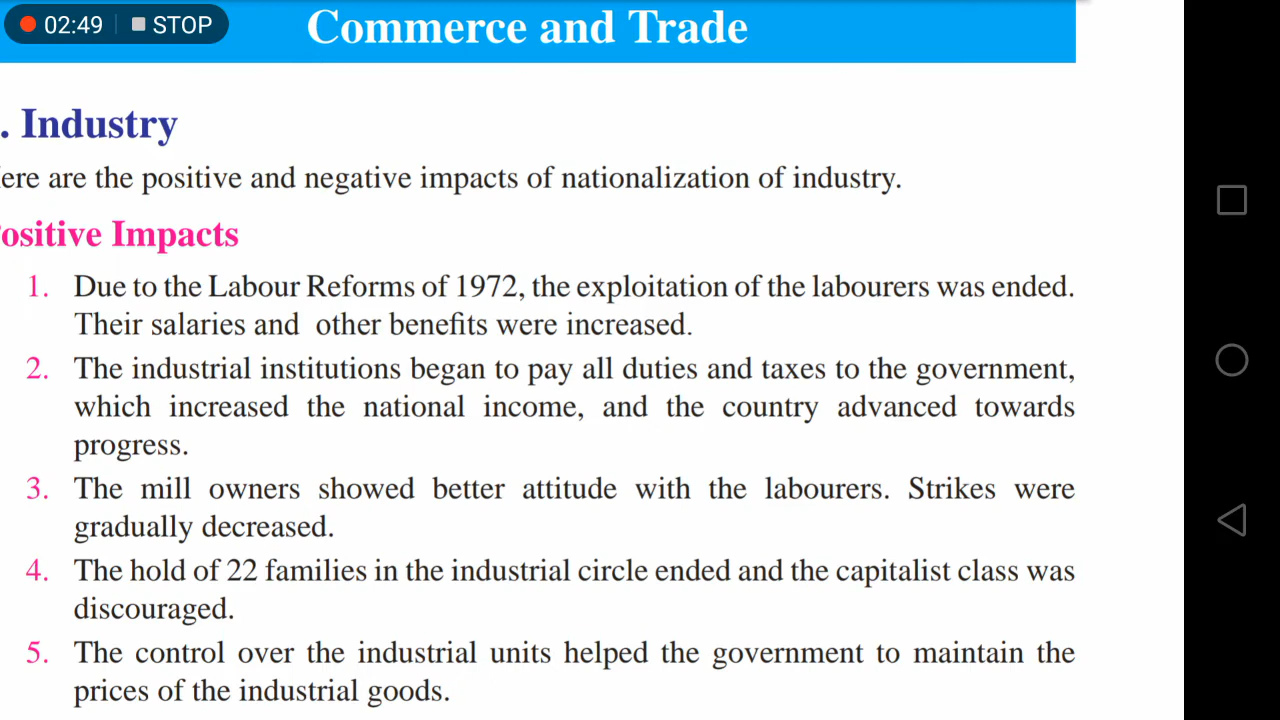 02:49 STOP
Commerce and Trade
. Industry
ere are the positive and negative impacts of nationalization of industry.
ositive Impacts
1. Due to the Labour Reforms of 1972, the exploitation of the labourers was ended.
Their salaries and other benefits were increased.
2. The industrial institutions began to pay all duties and taxes to the government,
which increased the national income, and the country advanced towards
progress.
3. The mill owners showed better attitude with the labourers. Strikes were
gradually decreased.
4. The hold of 22 families in the industrial circle ended and the capitalist class was
discouraged.
5. The control over the industrial units helped the government to maintain the
prices of the industrial goods.